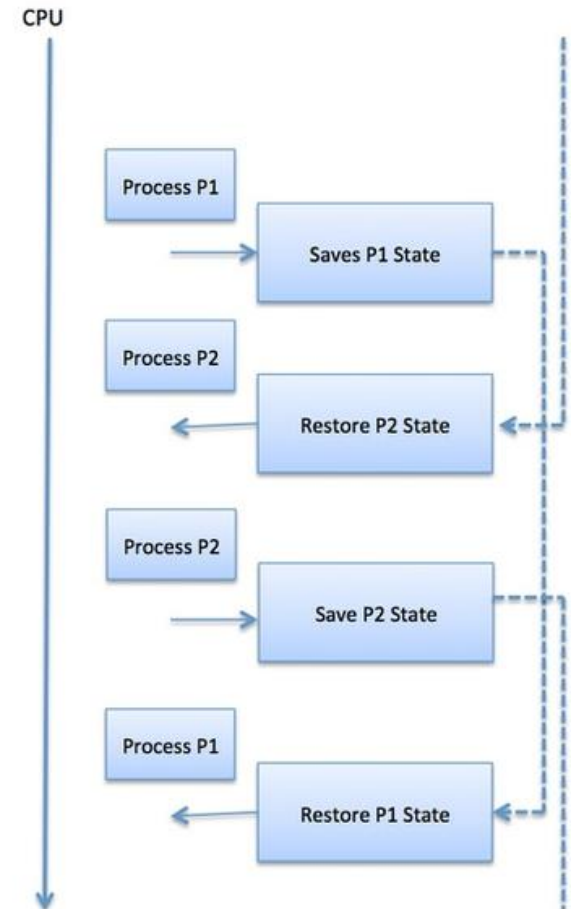 CPU
Process P1
Saves P1 State
Process P2
Restore P2 State
Process P2
Save P2 State
Process P1
Restore P1 State